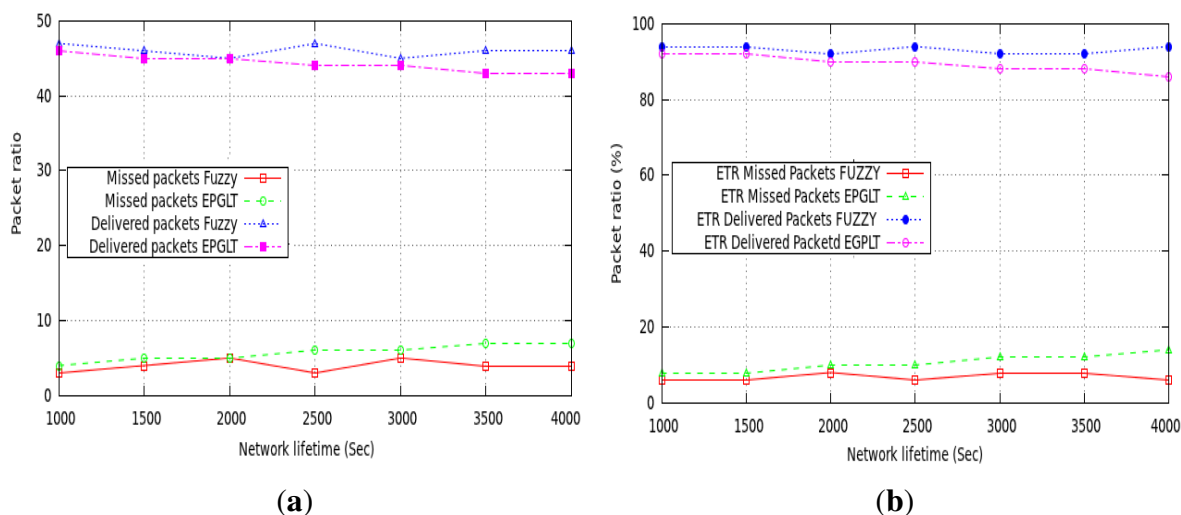 50
40
30
20
10
0
Packet ratio
Missed packets Fuzzy
Missed packets EPGLT
Delivered packets Fuzzy
Delivered packets EPGLT
1000 1500 2000 2500 3000 3500 4000
Network lifetime (Sec)
(a)
100
80
60
40
20
0
Packet ratio (%)
ETR Missed Packets FUZZY
ETR Missed Packets EPGLT
ETR Delivered Packets FUZZY
ETR Delivered Packetd EGPLT
1000 1500 2000 2500 3000 3500 4000
Network lifetime (Sec)
(b)